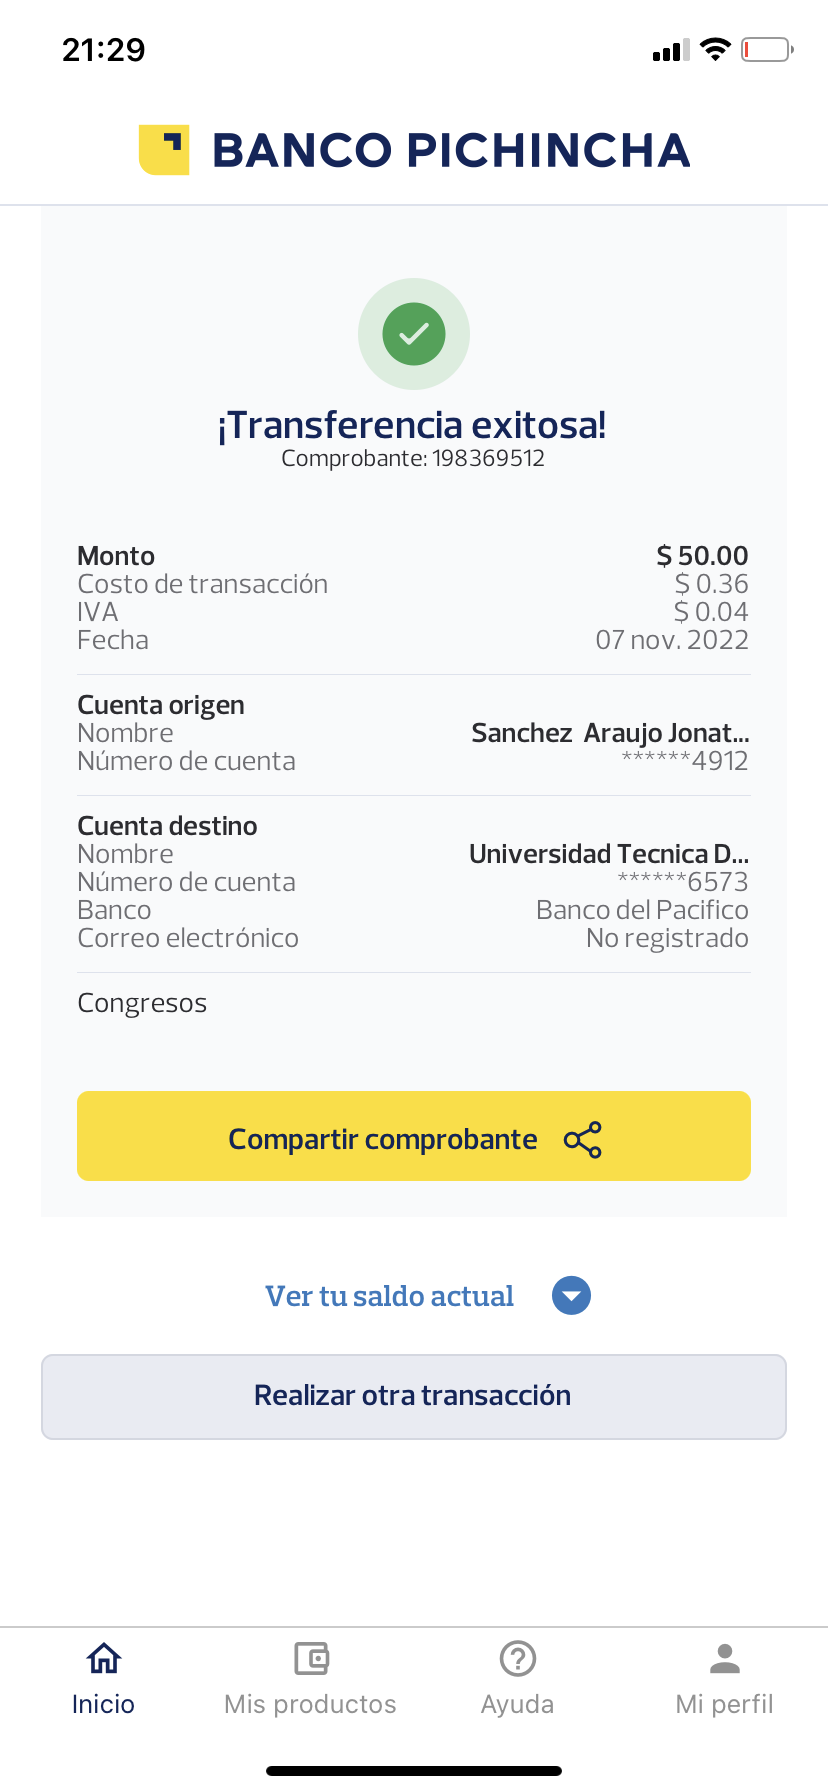 21:29
BANCO PICHINCHA
¡Transferencia exitosa!
Comprobante: 198369512
Monto $ 50.00
Costo de transacción $ 0.36
IVA $ 0.04
Fecha 07 nov. 2022
Cuenta origen
Nombre Sanchez Araujo Jonat...
Número de cuenta ******4912
Cuenta destino
Nombre Universidad Tecnica D...
Número de cuenta ******6573
Banco Banco del Pacifico
Correo electrónico No registrado
Congresos
Compartir comprobante
Ver tu saldo actual
Realizar otra transacción
Inicio Mis productos Ayuda Mi perfil